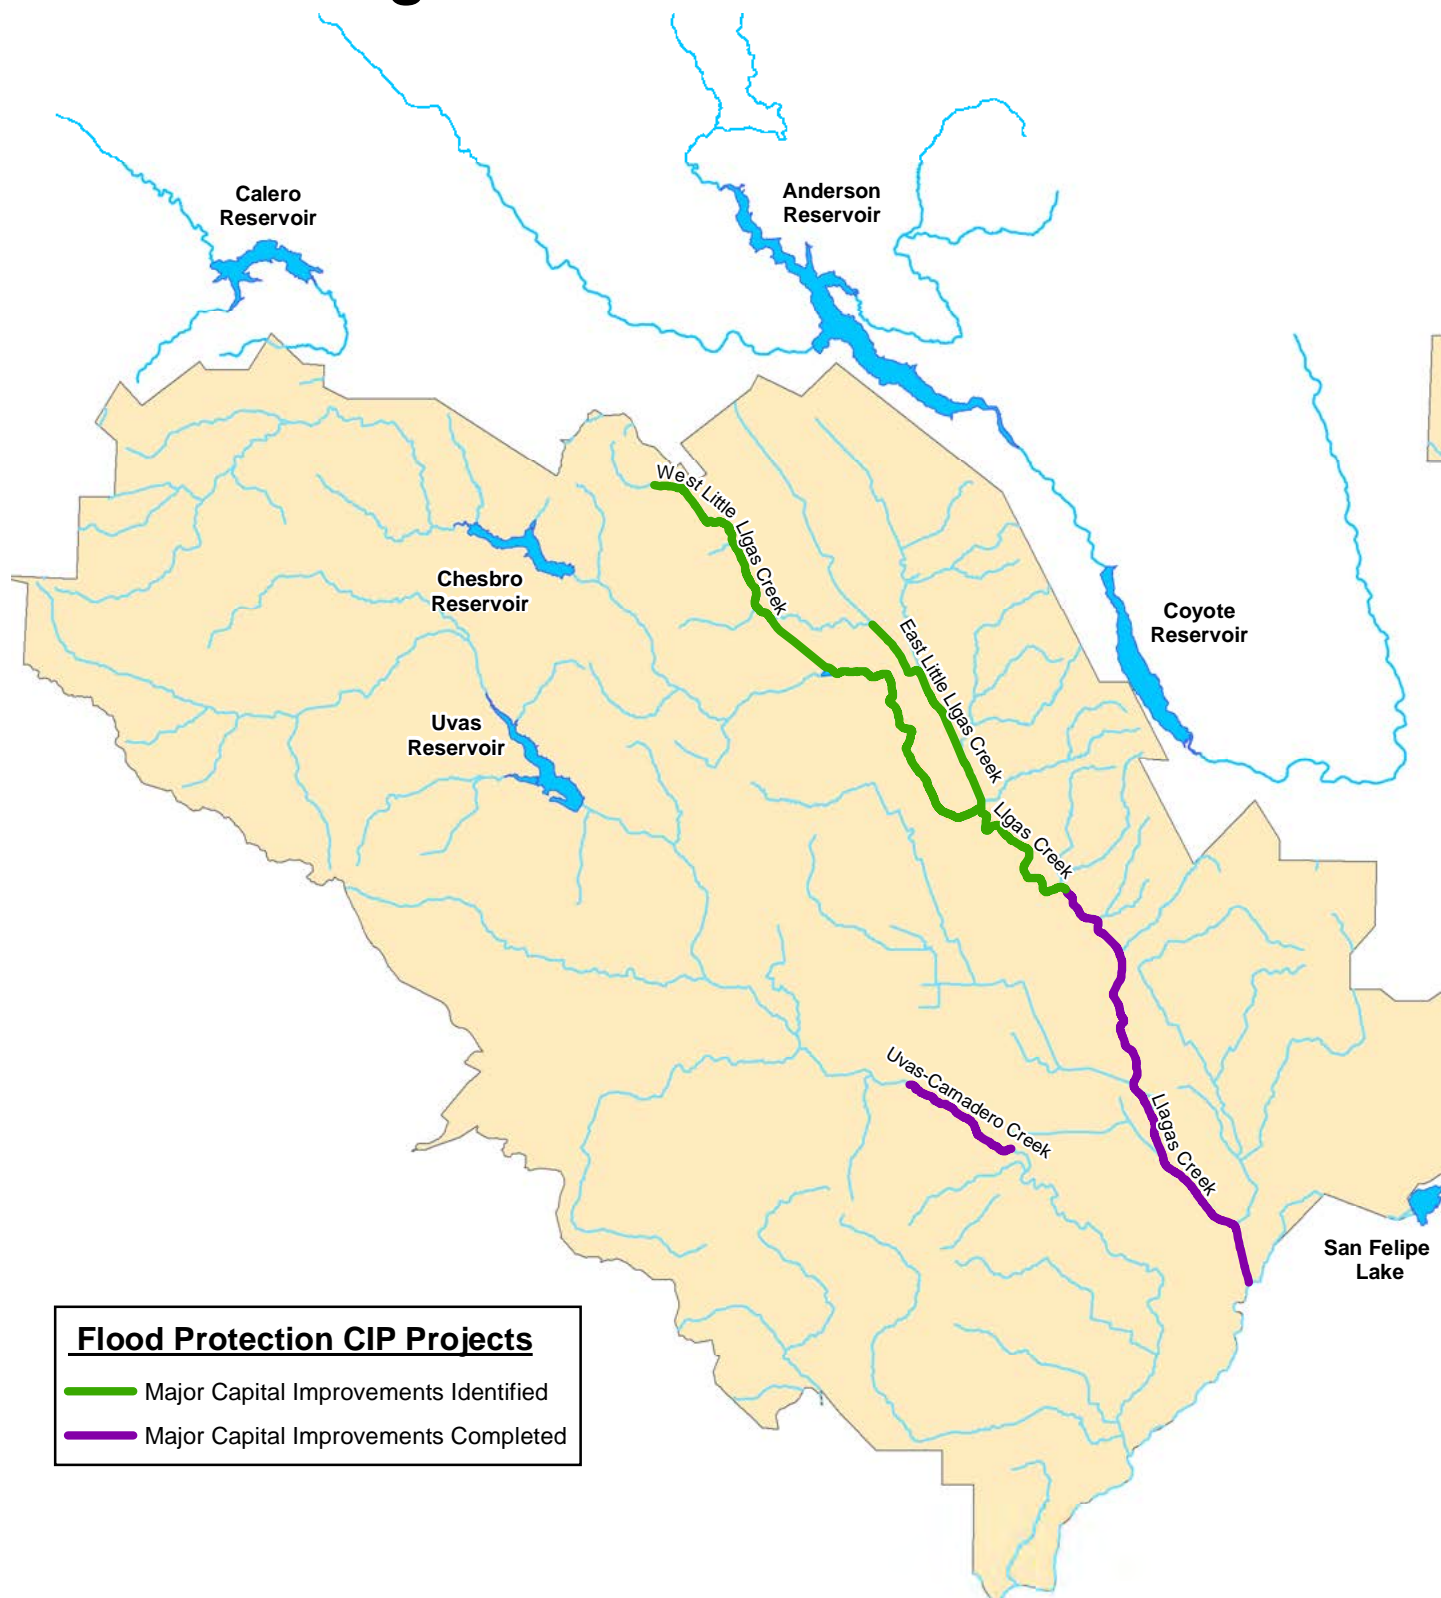 Calero
Reservoir
Anderson
Reservoir
West Little Llgas Creek
Chesbro
Reservoir
East Little Llgas Creek
Coyote
Reservoir
Uvas
Reservoir
Llgas Creek
Uvas-Carnadero Creek
Llagas Creek
San Felipe
Lake
Flood Protection CIP Projects
Major Capital Improvements Identified
Major Capital Improvements Completed